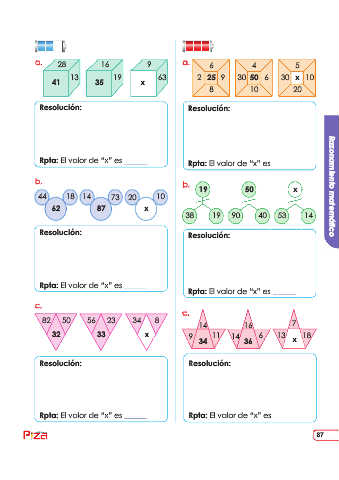 a.
28 16 9
41 13 35 19 x 63
Resolución:
Rpta: El valor de “x” es ______
b.
44 18 14 73 20 10
62 87 x
Resolución:
Rpta: El valor de “x” es ______
c.
82 50 56 23 34 8
32 33 x
Resolución:
Rpta: El valor de “x” es ______
a.
6 4 5
2 25 9 30 50 6 30 x 10
8 10 20
Resolución:
Rpta: El valor de “x” es
b.
19 50 x
38 19 90 40 53 14
Resolución:
Rpta: El valor de “x” es ______
c.
14 16 7
9 34 11 14 36 6 13 x 18
Resolución:
Rpta: El valor de “x” es
Razonamiento matemático
87